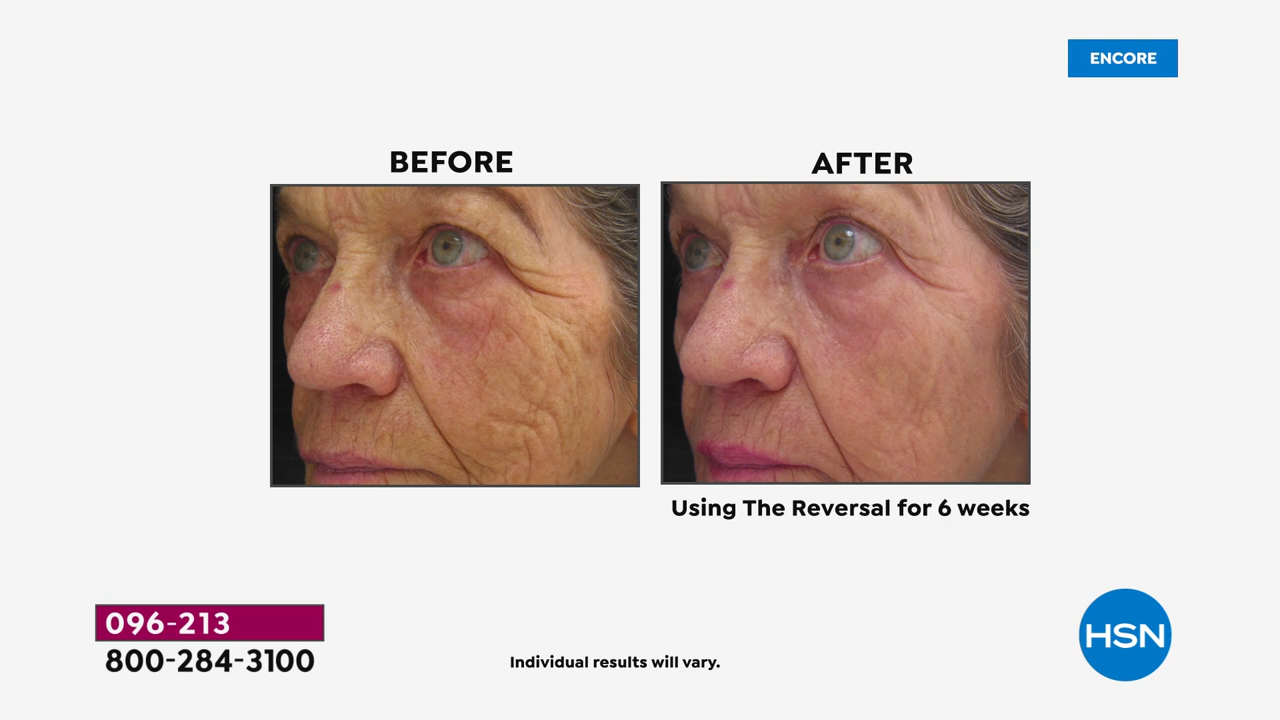 ENCORE
BEFORE
AFTER
Using The Reversal for 6 weeks
096-213
800-284-3100
Individual results will vary.
HSN